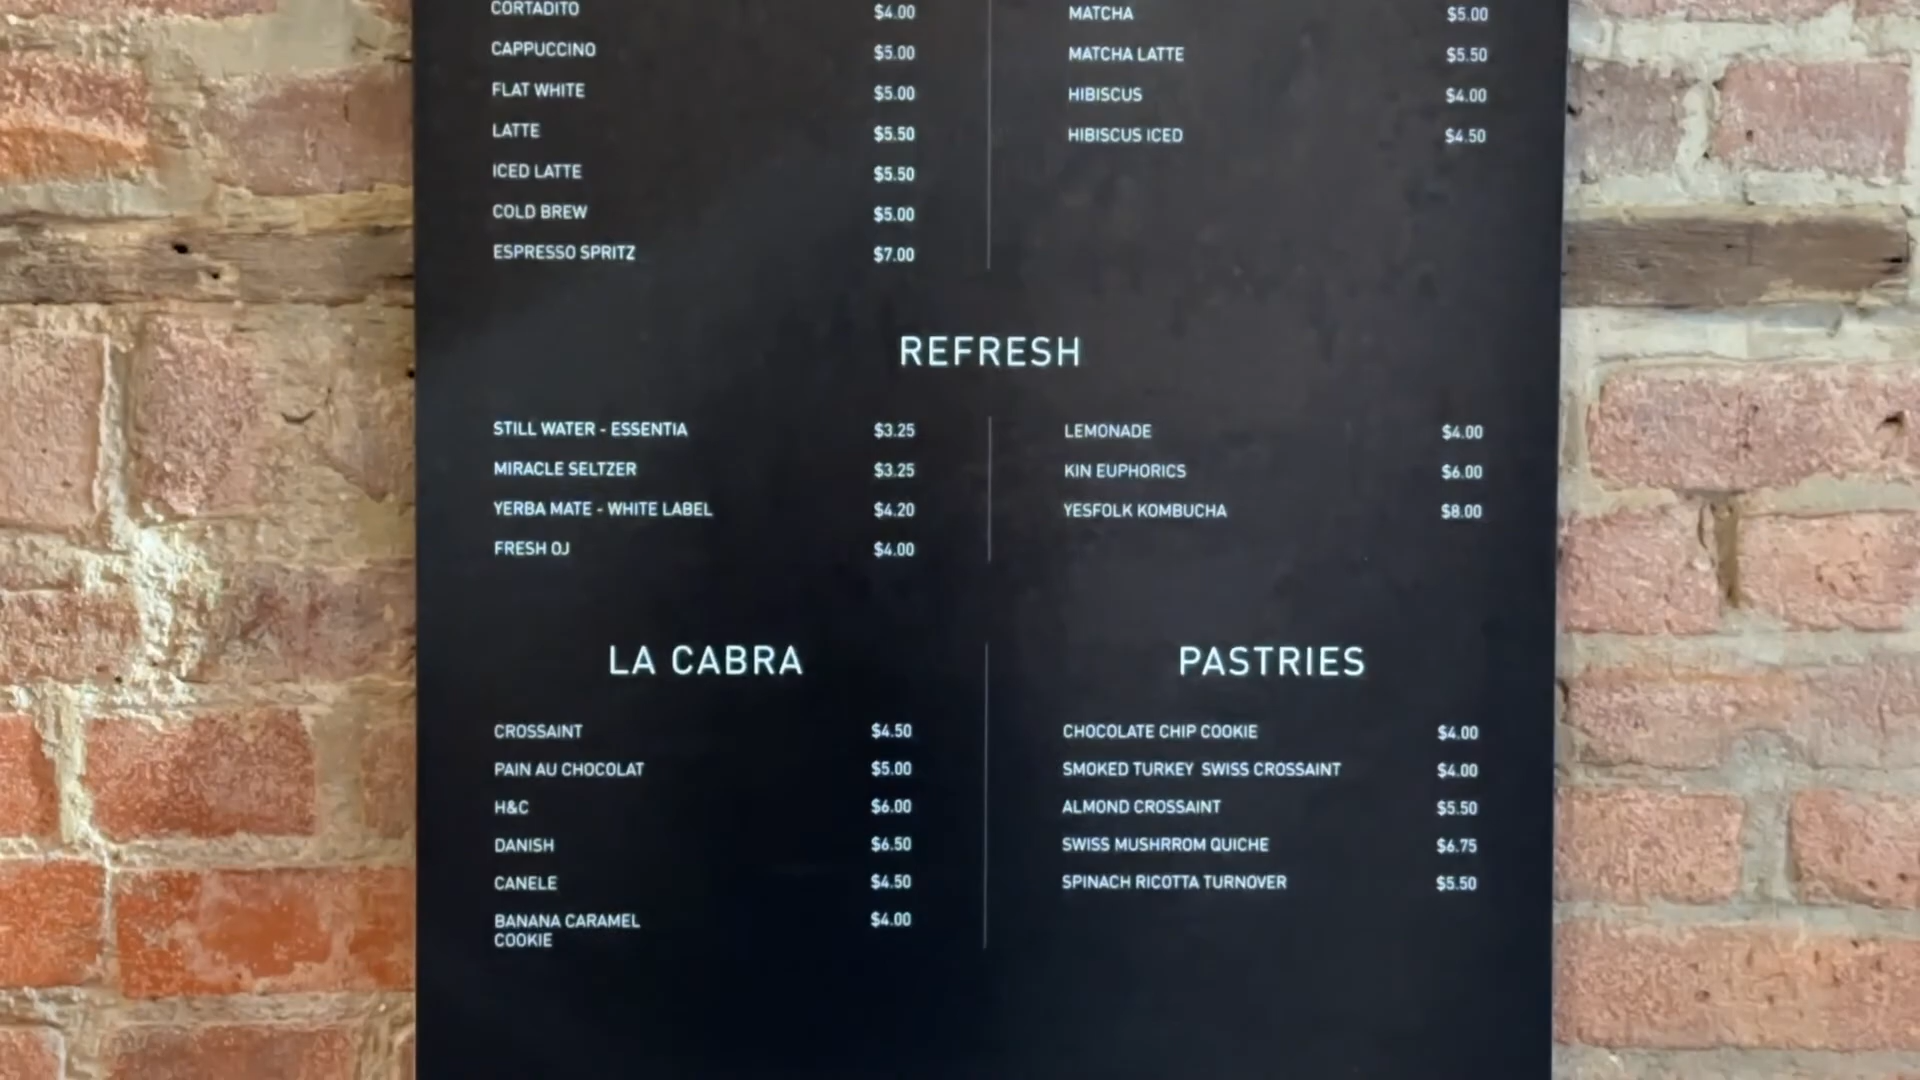 CORTADITO $4.00
CAPPUCCINO $5.00
FLAT WHITE $5.00
LATTE $5.50
ICED LATTE $5.50
COLD BREW $5.00
ESPRESSO SPRITZ $7.00
MATCHA $5.00
MATCHA LATTE $5.50
HIBISCUS $4.00
HIBISCUS ICED $4.50
REFRESH
STILL WATER - ESSENTIA $3.25
MIRACLE SELTZER $3.25
YERBA MATE - WHITE LABEL $4.20
FRESH OJ $4.00
LEMONADE $4.00
KIN EUPHORICS $6.00
YESFOLK KOMBUCHA $8.00
LA CABRA
CROSSAINT $4.50
PAIN AU CHOCOLAT $5.00
H&C $6.00
DANISH $6.50
CANELE $4.50
BANANA CARAMEL $4.00
COOKIE
PASTRIES
CHOCOLATE CHIP COOKIE $4.00
SMOKED TURKEY SWISS CROSSAINT $4.00
ALMOND CROSSAINT $5.50
SWISS MUSHRROM QUICHE $6.75
SPINACH RICOTTA TURNOVER $5.50